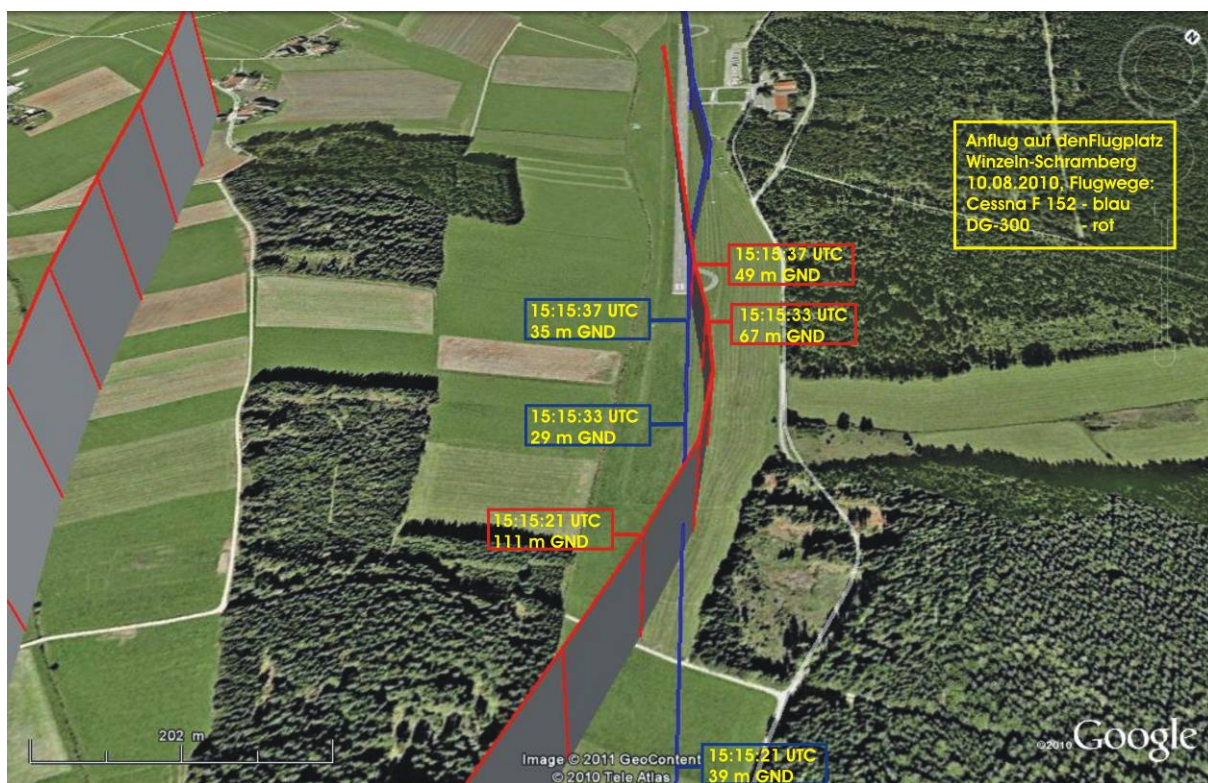 N
Anflug auf denFlugplatz
Winzeln-Schramberg
10.08.2010, Flugwege:
Cessna F 152 - blau
DG-300 - rot
15:15:37 UTC
49 m GND
15:15:37 UTC
35 m GND
15:15:33 UTC
67 m GND
15:15:33 UTC
29 m GND
15:15:21 UTC
111 m GND
202 m
Image © 2011 GeoContent
© 2010 Tele Atlas
15:15:21 UTC
39 m GND
©2010 Google